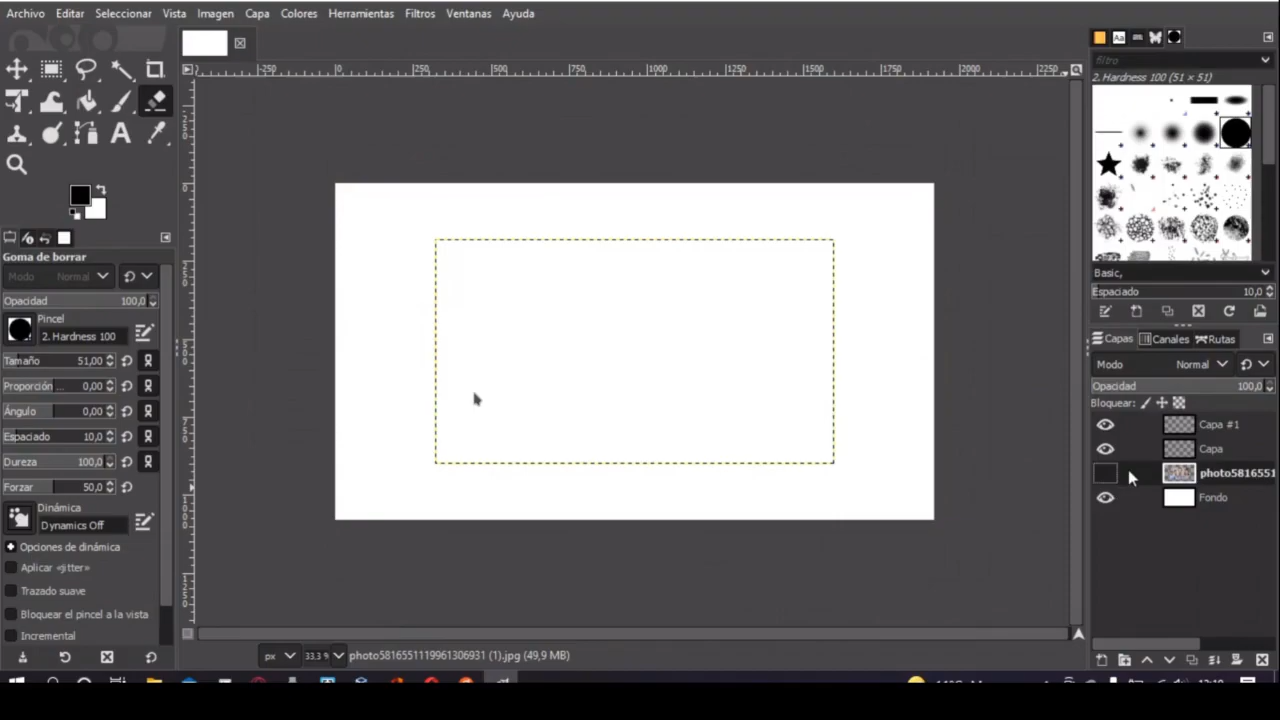 Archivo Editar Seleccionar Vista Imagen Capa Colores Herramientas Filtros Ventanas Ayuda
-250 0 250 500 750 1000 1250 1500 1750 2000 2250
filtro
2. Hardness 100 (51 × 51)
Goma de borrar
Modo Normal
Opacidad 100,0
Pincel
2. Hardness 100
Tamaño 51,00
Proporción ... 0,00
Ángulo 0,00
Espaciado 10,0
Dureza 100,0
Forzar 50,0
Dinámica
Dynamics Off
Opciones de dinámica
Aplicar «jitter»
Trazado suave
Bloquear el pincel a la vista
Incremental
Basic,
Espaciado 10,0
Capas Canales Rutas
Modo Normal
Opacidad 100,0
Bloquear:
Capa #1
Capa
photo5816551
Fondo
px 33.3 % photo5816551119961306931 (1).jpg (49,9 MB)